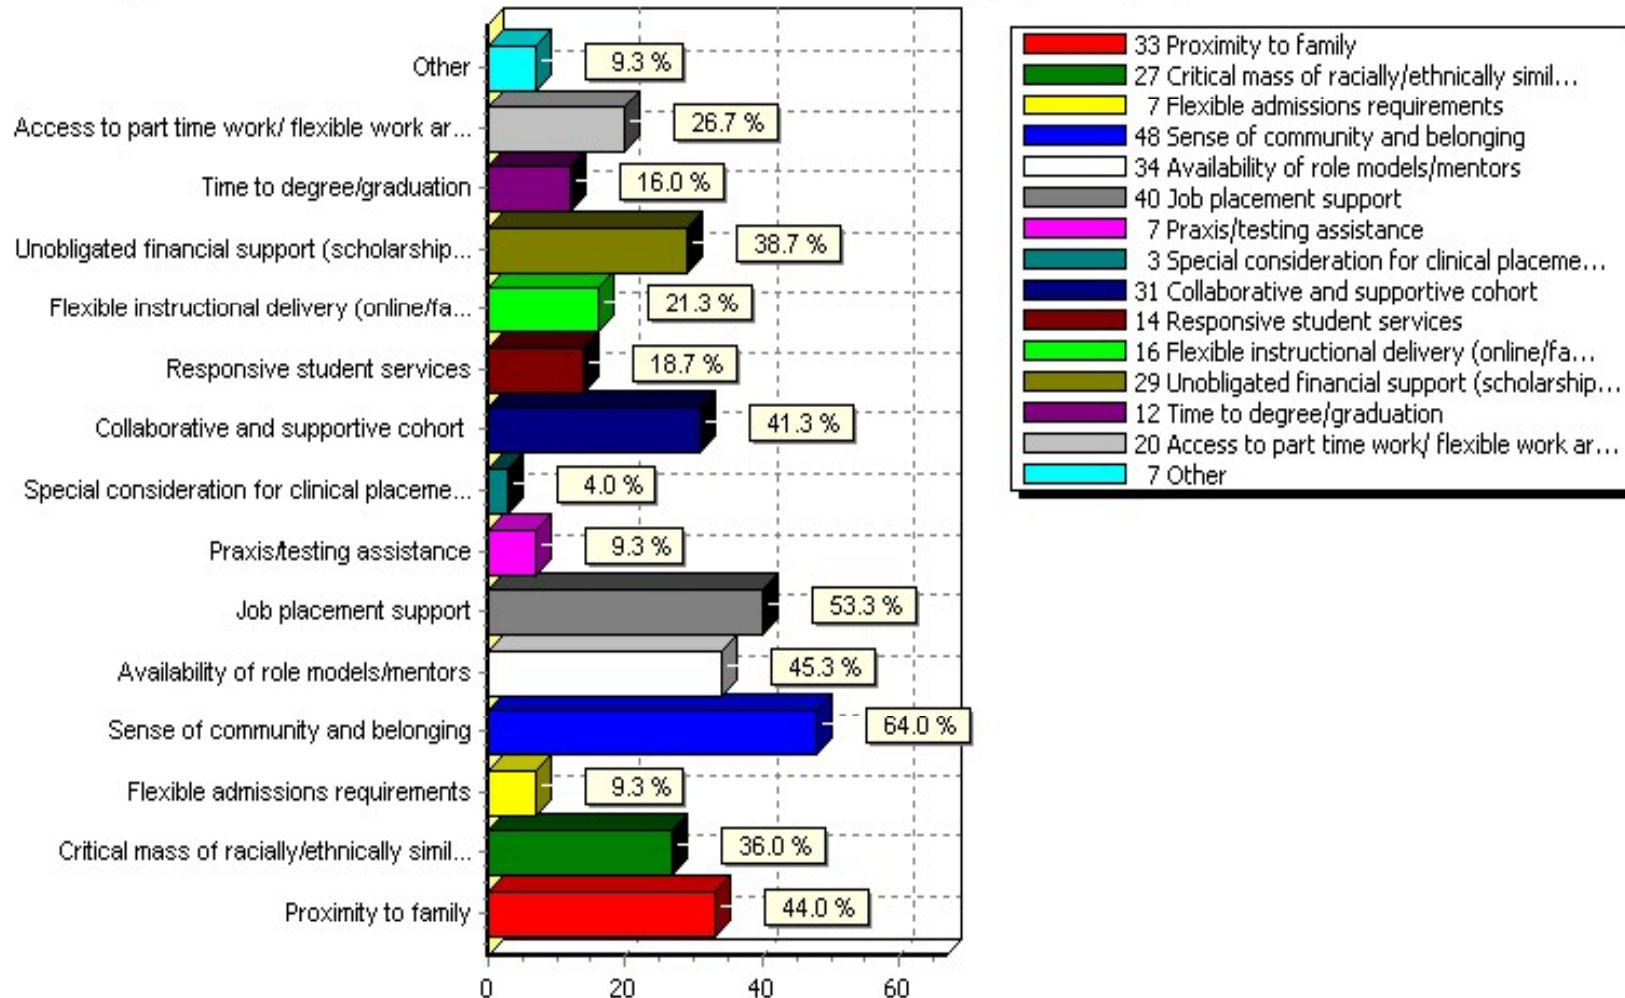 Other 9.3 %
Access to part time work/ flexible work ar... 26.7 %
Time to degree/graduation 16.0 %
Unobligated financial support (scholarship... 38.7 %
Flexible instructional delivery (online/fa... 21.3 %
Responsive student services 18.7 %
Collaborative and supportive cohort 41.3 %
Special consideration for clinical placeme... 4.0 %
Praxis/testing assistance 9.3 %
Job placement support 53.3 %
Availability of role models/mentors 45.3 %
Sense of community and belonging 64.0 %
Flexible admissions requirements 9.3 %
Critical mass of racially/ethnically simil... 36.0 %
Proximity to family 44.0 %
0 20 40 60
33 Proximity to family
27 Critical mass of racially/ethnically simil...
7 Flexible admissions requirements
48 Sense of community and belonging
34 Availability of role models/mentors
40 Job placement support
7 Praxis/testing assistance
3 Special consideration for clinical placeme...
31 Collaborative and supportive cohort
14 Responsive student services
16 Flexible instructional delivery (online/fa...
29 Unobligated financial support (scholarship...
12 Time to degree/graduation
20 Access to part time work/ flexible work ar...
7 Other